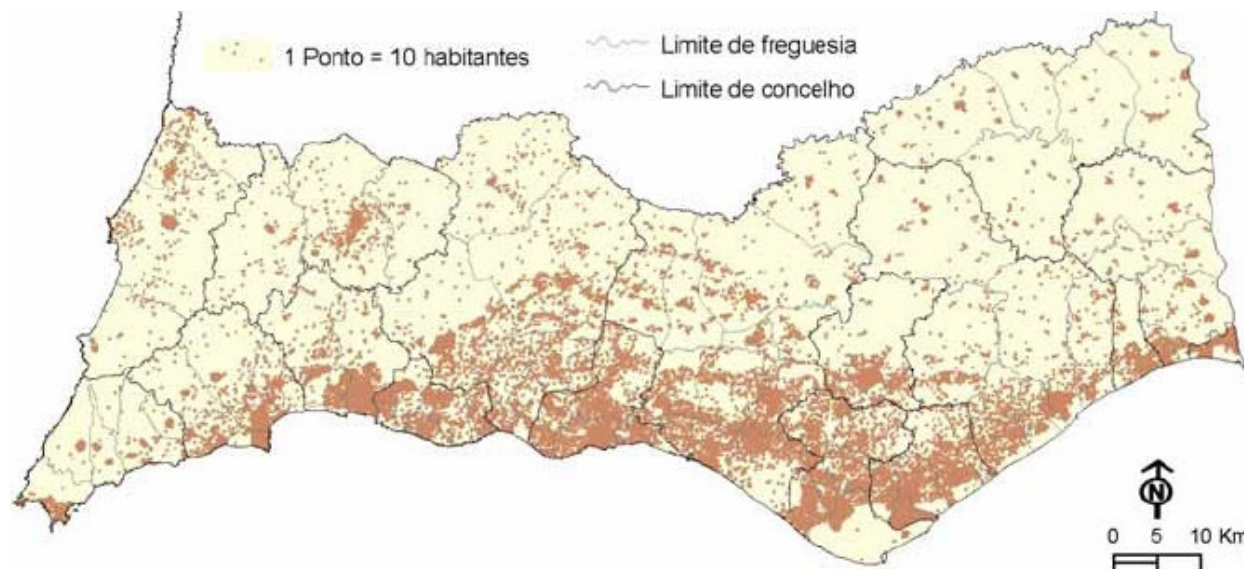 1 Ponto = 10 habitantes
Limite de freguesia
Limite de concelho
N
0 5 10 Km